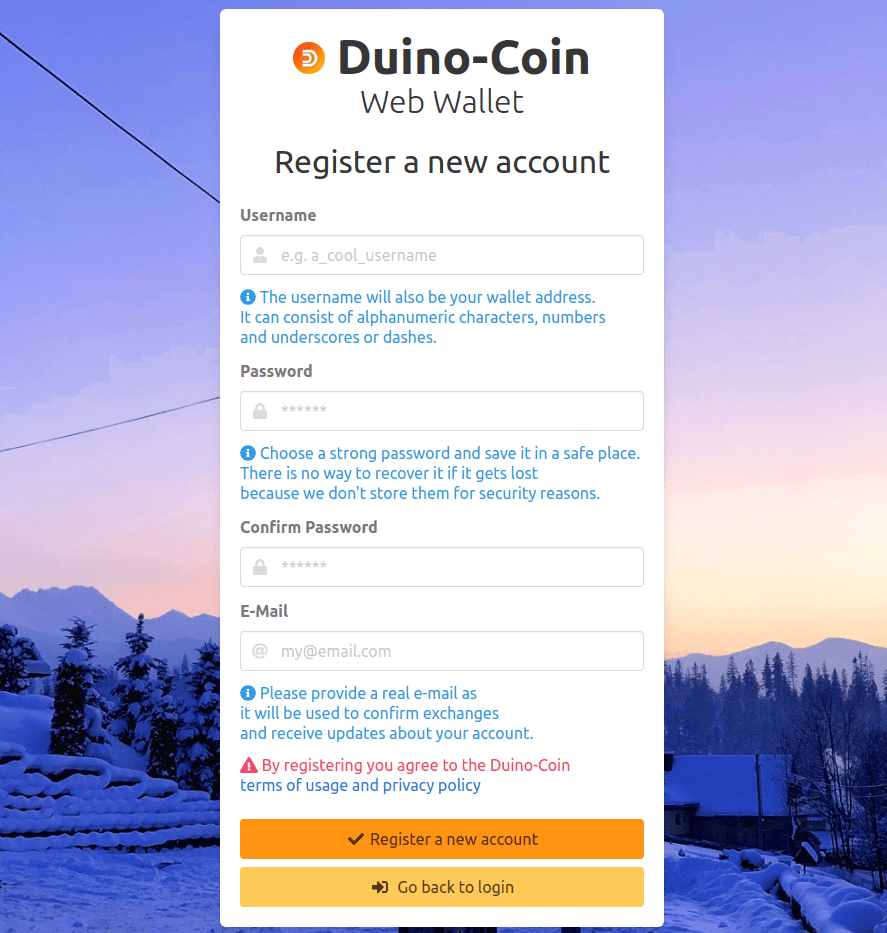 Duino-Coin
Web Wallet
Register a new account
Username
e.g. a_cool_username
The username will also be your wallet address.
It can consist of alphanumeric characters, numbers
and underscores or dashes.
Password
******
Choose a strong password and save it in a safe place.
There is no way to recover it if it gets lost
because we don't store them for security reasons.
Confirm Password
******
E-Mail
my@email.com
Please provide a real e-mail as
it will be used to confirm exchanges
and receive updates about your account.
By registering you agree to the Duino-Coin
terms of usage and privacy policy
Register a new account
Go back to login